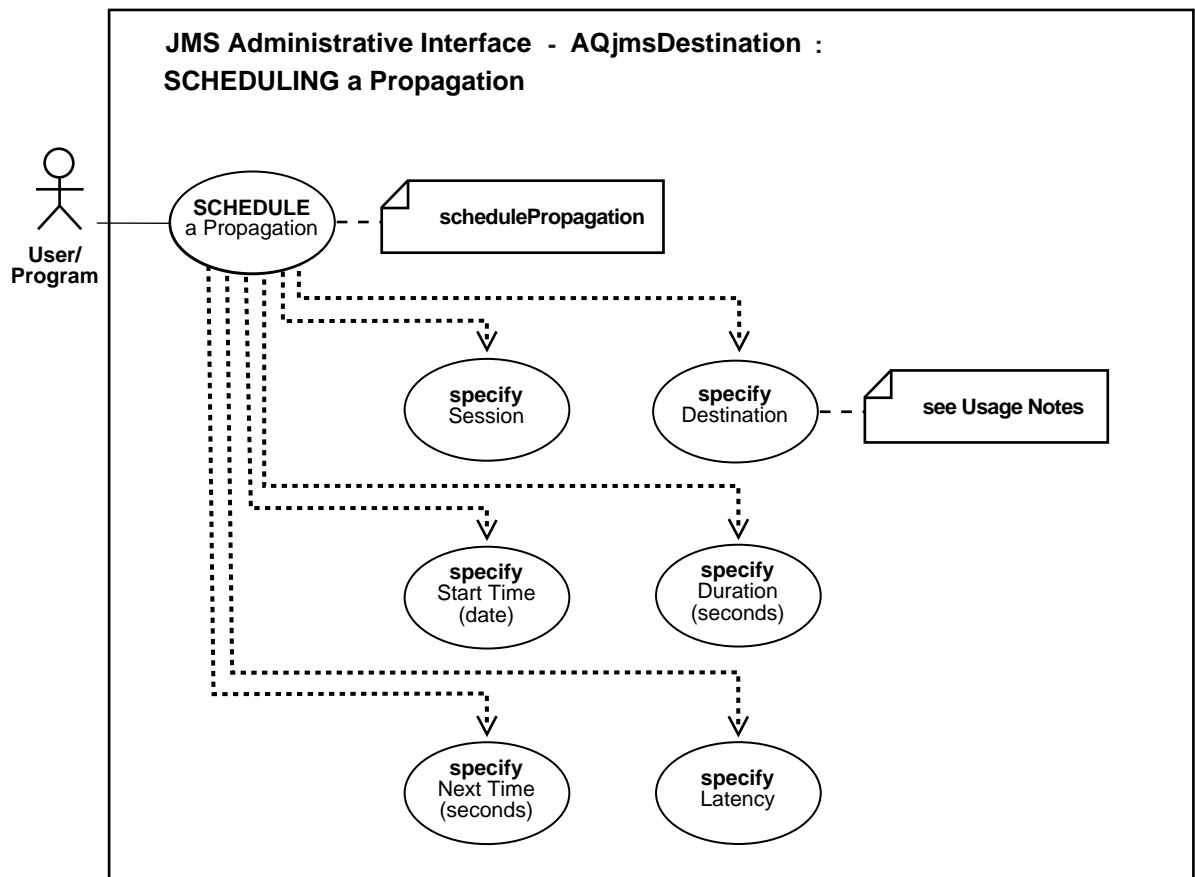 JMS Administrative Interface - AQjmsDestination :
SCHEDULING a Propagation
User/
Program
SCHEDULE
a Propagation
schedulePropagation
specify
Session
specify
Destination
see Usage Notes
specify
Start Time
(date)
specify
Duration
(seconds)
specify
Next Time
(seconds)
specify
Latency